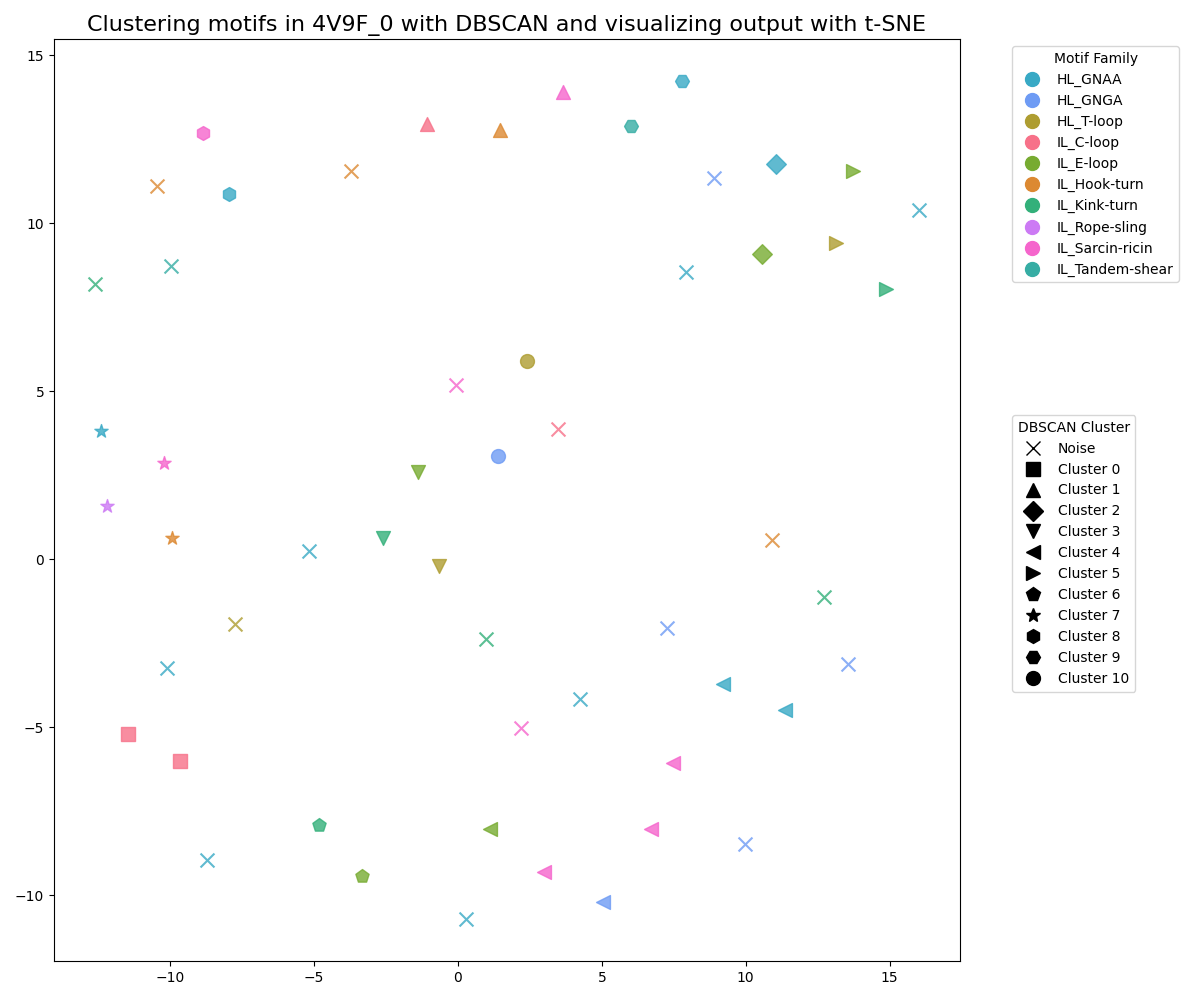 Clustering motifs in 4V9F_0 with DBSCAN and visualizing output with t-SNE
15
10
5
0
−5
−10
−10
−5
0
5
10
15
Motif Family
HL_GNAA
HL_GNGA
HL_T-loop
IL_C-loop
IL_E-loop
IL_Hook-turn
IL_Kink-turn
IL_Rope-sling
IL_Sarcin-ricin
IL_Tandem-shear
DBSCAN Cluster
Noise
Cluster 0
Cluster 1
Cluster 2
Cluster 3
Cluster 4
Cluster 5
Cluster 6
Cluster 7
Cluster 8
Cluster 9
Cluster 10